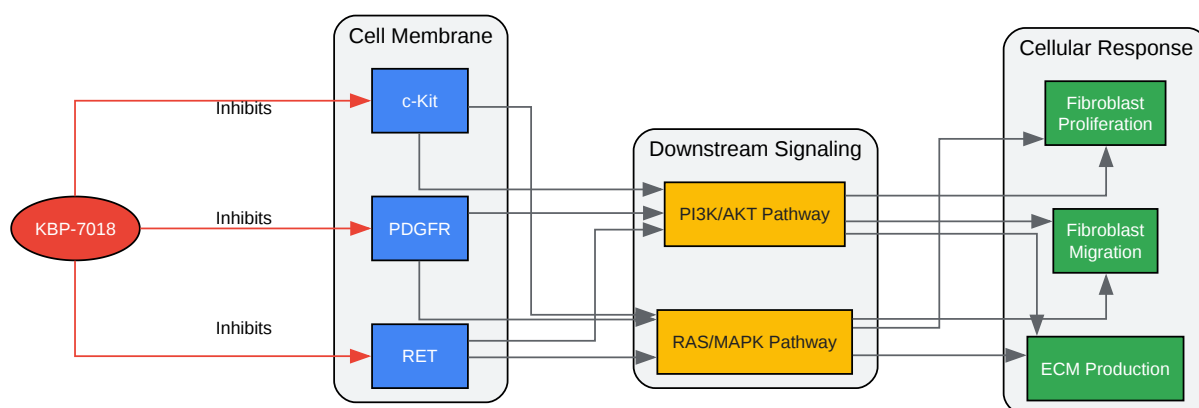 Cell Membrane
Cellular Response
c-Kit
Fibroblast
Proliferation
Inhibits
Downstream Signaling
PI3K/AKT Pathway
Inhibits
KBP-7018
PDGFR
Fibroblast
Migration
Inhibits
RET
RAS/MAPK Pathway
ECM Production